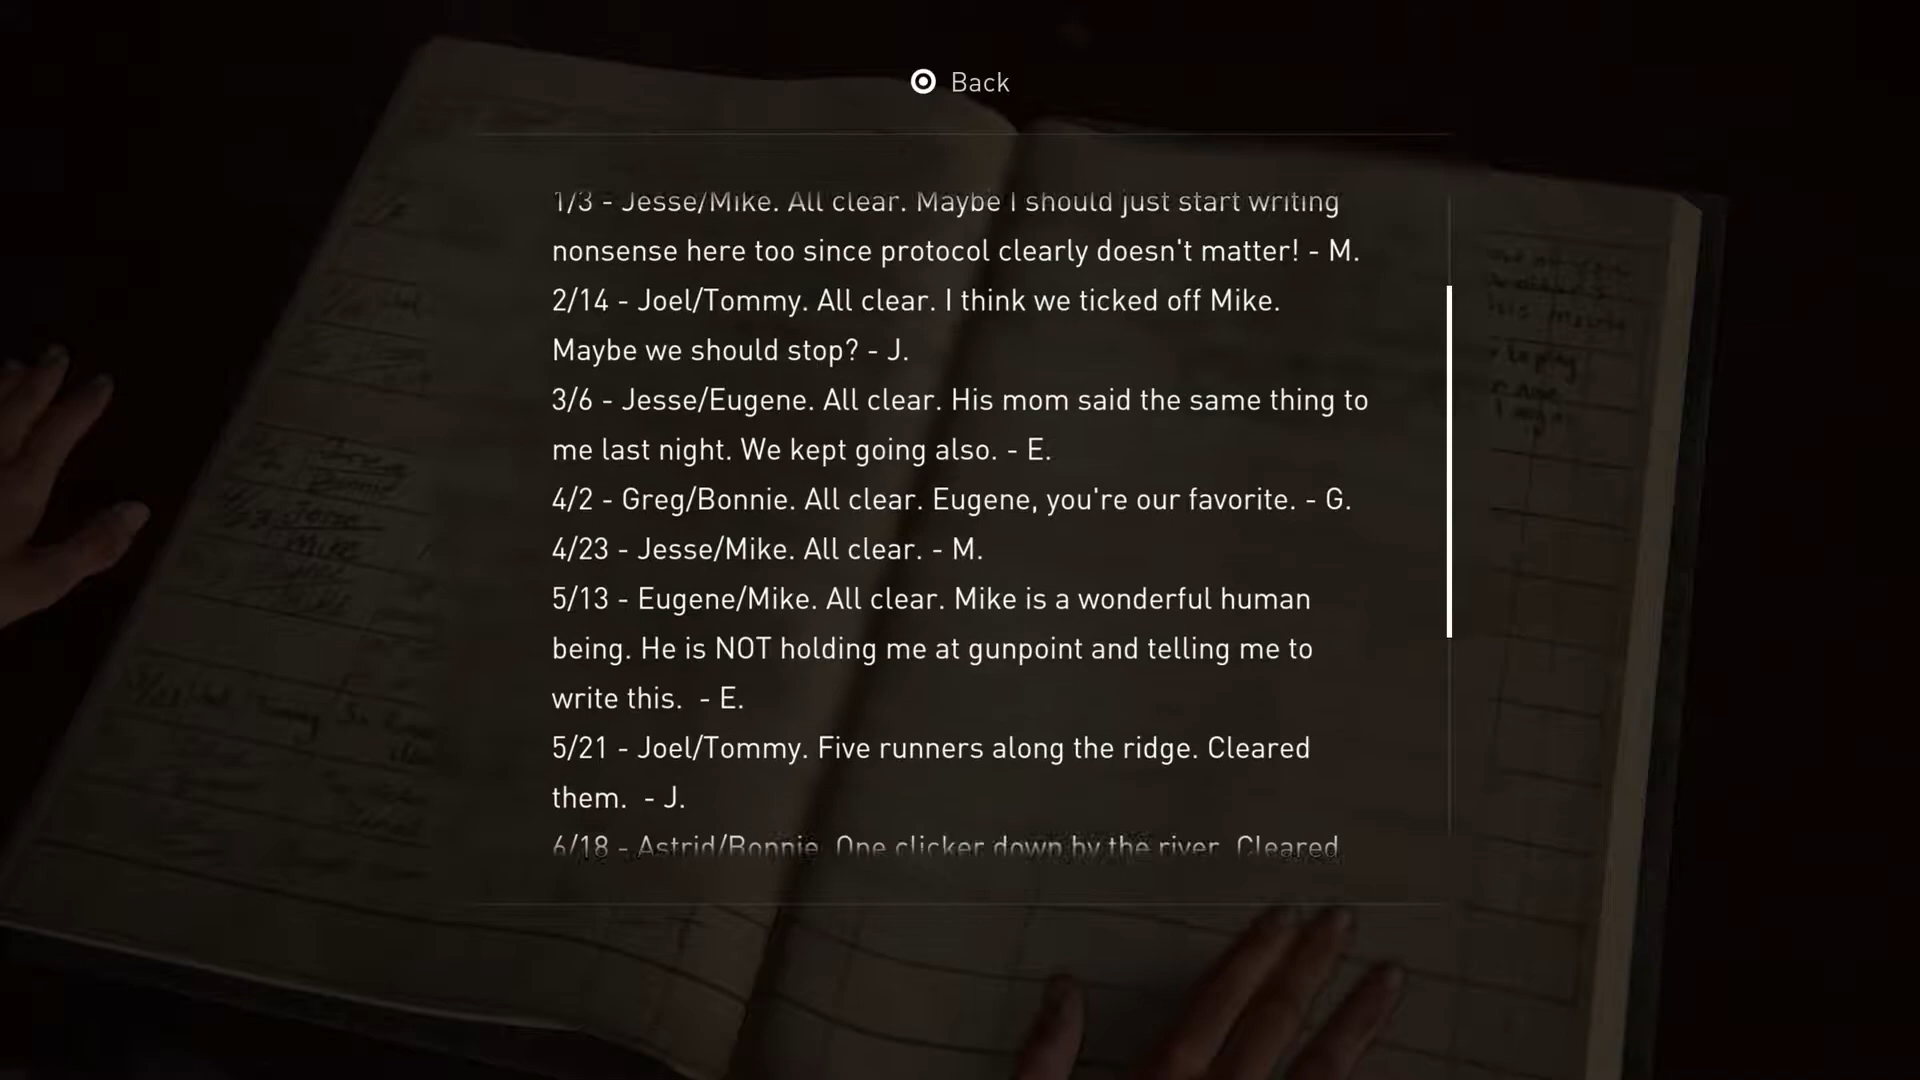 Back
1/3 - Jesse/Mike. All clear. Maybe I should just start writing
nonsense here too since protocol clearly doesn't matter! - M.
2/14 - Joel/Tommy. All clear. I think we ticked off Mike.
Maybe we should stop? - J.
3/6 - Jesse/Eugene. All clear. His mom said the same thing to
me last night. We kept going also. - E.
4/2 - Greg/Bonnie. All clear. Eugene, you're our favorite. - G.
4/23 - Jesse/Mike. All clear. - M.
5/13 - Eugene/Mike. All clear. Mike is a wonderful human
being. He is NOT holding me at gunpoint and telling me to
write this.  - E.
5/21 - Joel/Tommy. Five runners along the ridge. Cleared
them.  - J.
6/18 - Astrid/Bonnie. One clicker down by the river. Cleared